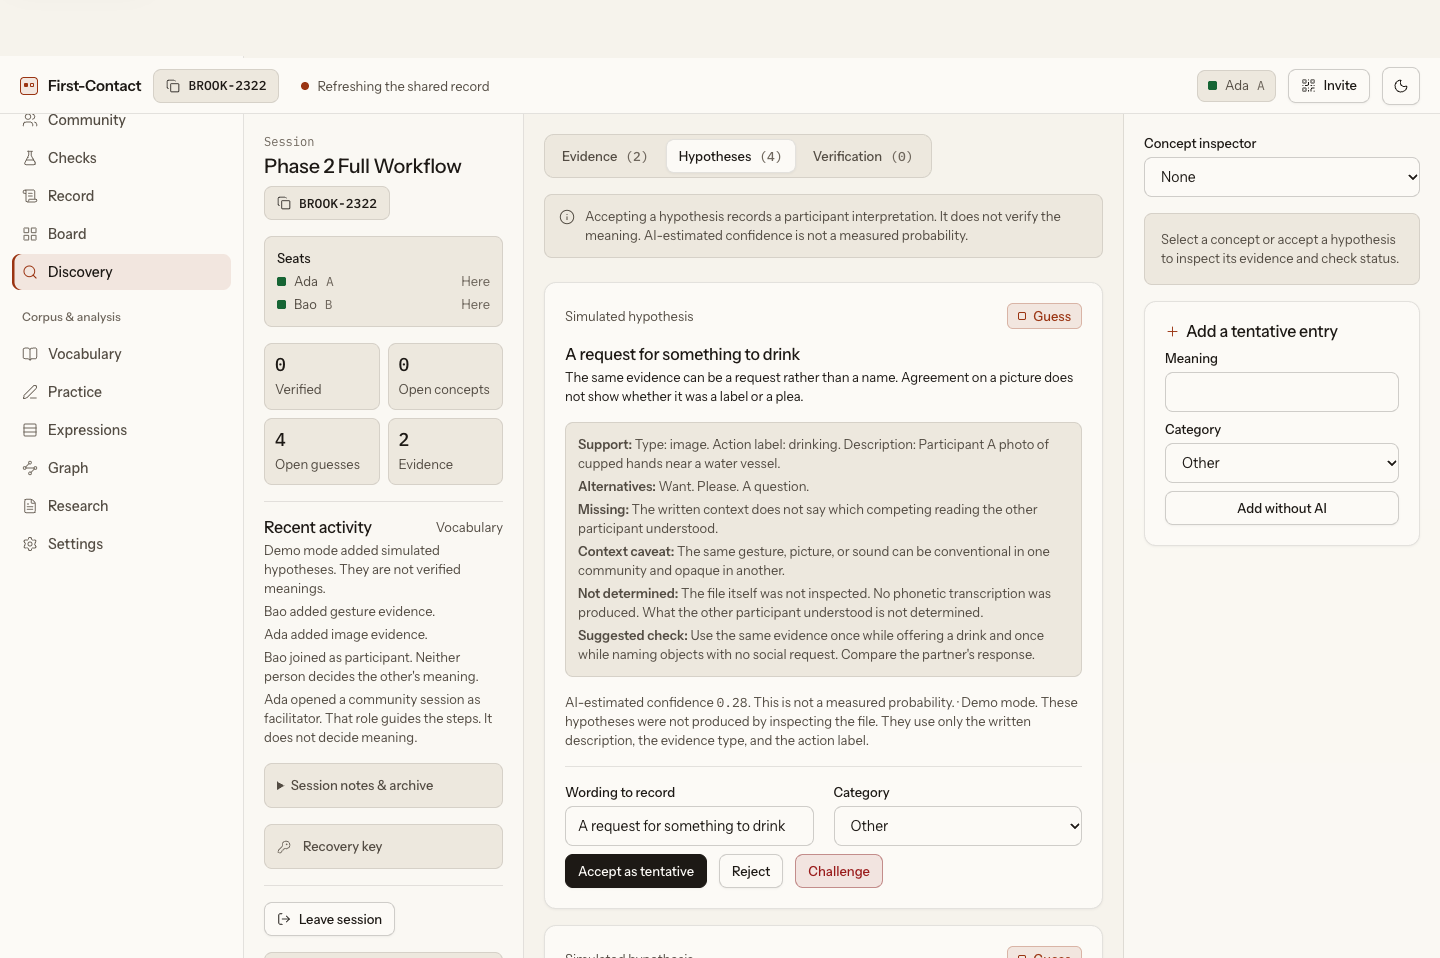 First-Contact
BROOK-2322
Refreshing the shared record
Ada A
Invite
Community
Checks
Record
Board
Discovery
Corpus & analysis
Vocabulary
Practice
Expressions
Graph
Research
Settings
Session
Phase 2 Full Workflow
BROOK-2322
Seats
Ada A Here
Bao B Here
0
Verified
0
Open concepts
4
Open guesses
2
Evidence
Recent activity
Vocabulary
Demo mode added simulated
hypotheses. They are not verified
meanings.
Bao added gesture evidence.
Ada added image evidence.
Bao joined as participant. Neither
person decides the other's meaning.
Ada opened a community session as
facilitator. That role guides the steps. It
does not decide meaning.
Session notes & archive
Recovery key
Leave session
Evidence (2)
Hypotheses (4)
Verification (0)
Accepting a hypothesis records a participant interpretation. It does not verify the
meaning. AI-estimated confidence is not a measured probability.
Simulated hypothesis
Guess
A request for something to drink
The same evidence can be a request rather than a name. Agreement on a picture does
not show whether it was a label or a plea.
Support: Type: image. Action label: drinking. Description: Participant A photo of
cupped hands near a water vessel.
Alternatives: Want. Please. A question.
Missing: The written context does not say which competing reading the other
participant understood.
Context caveat: The same gesture, picture, or sound can be conventional in one
community and opaque in another.
Not determined: The file itself was not inspected. No phonetic transcription was
produced. What the other participant understood is not determined.
Suggested check: Use the same evidence once while offering a drink and once
while naming objects with no social request. Compare the partner's response.
AI-estimated confidence 0.28. This is not a measured probability. · Demo mode. These
hypotheses were not produced by inspecting the file. They use only the written
description, the evidence type, and the action label.
Wording to record
A request for something to drink
Category
Other
Accept as tentative
Reject
Challenge
Simulated hypothesis
Guess
Concept inspector
None
Select a concept or accept a hypothesis
to inspect its evidence and check status.
Add a tentative entry
Meaning
Category
Other
Add without AI